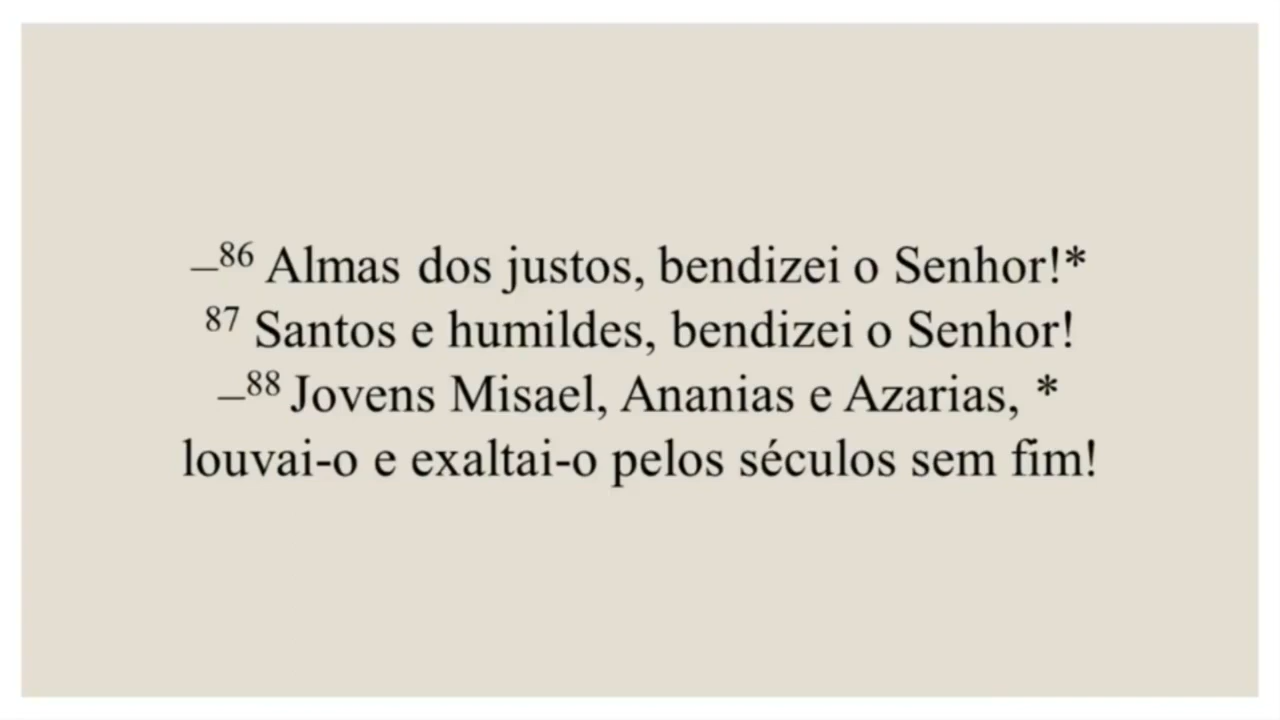 –⁸⁶ Almas dos justos, bendizei o Senhor!*
⁸⁷ Santos e humildes, bendizei o Senhor!
–⁸⁸ Jovens Misael, Ananias e Azarias, *
louvai-o e exaltai-o pelos séculos sem fim!